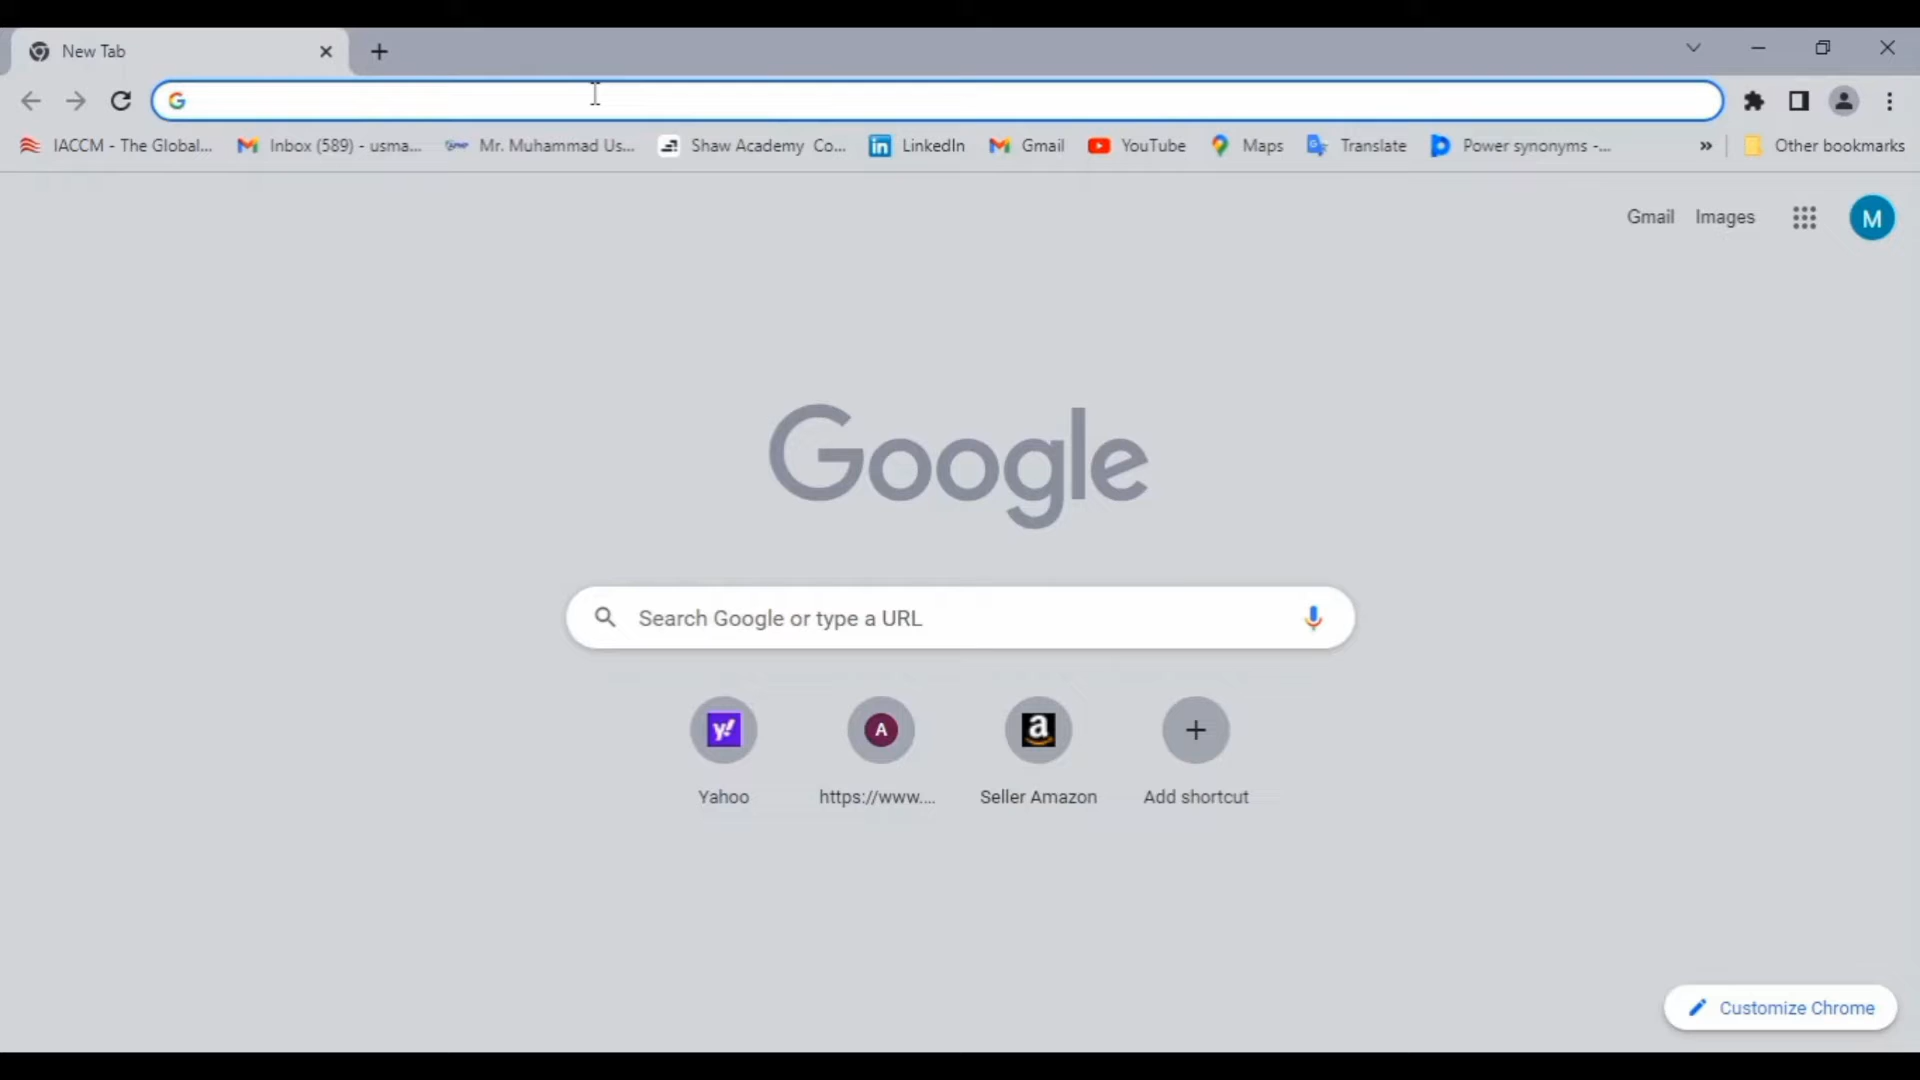 New Tab
IACCM - The Global...
Inbox (589) - usma...
Mr. Muhammad Us...
Shaw Academy Co...
LinkedIn
Gmail
YouTube
Maps
Translate
Power synonyms -...
»
Other bookmarks
Gmail
Images
M
Google
Search Google or type a URL
Yahoo
A
https://www....
Seller Amazon
Add shortcut
Customize Chrome